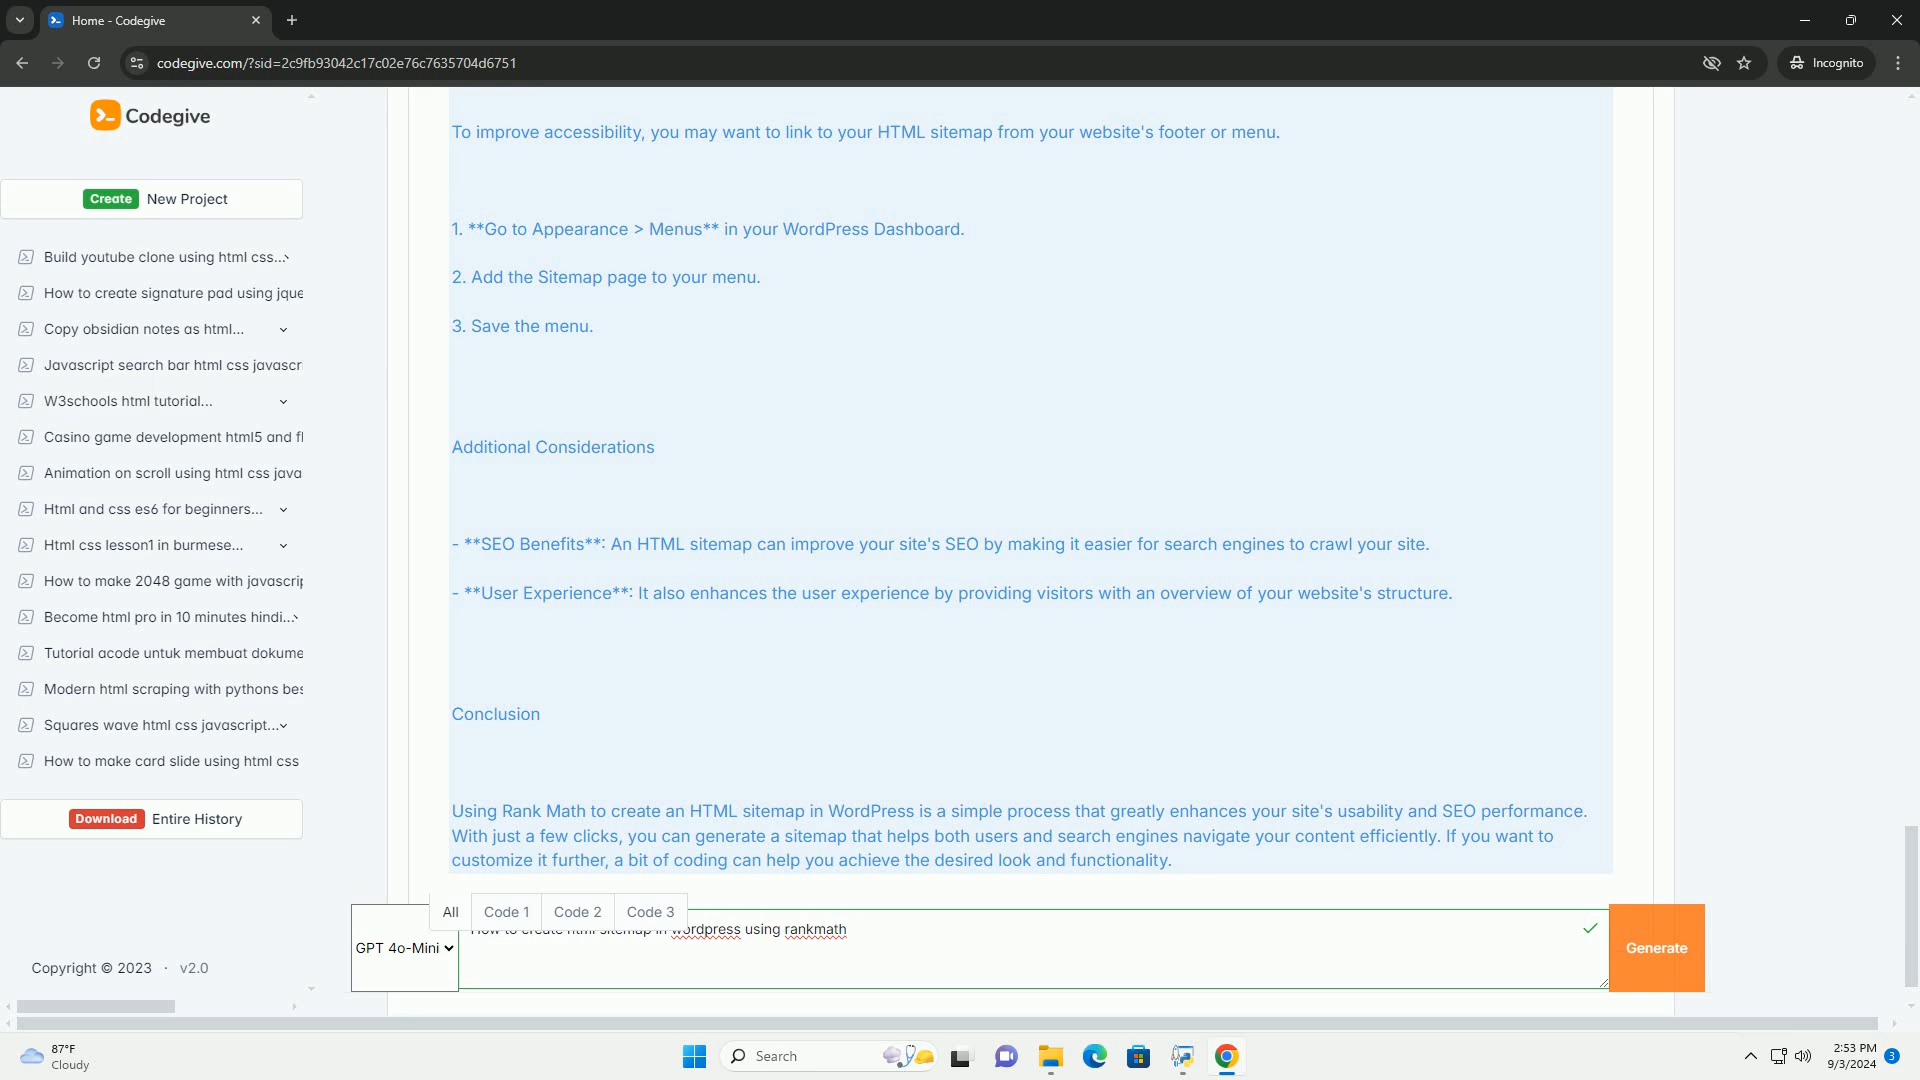 Home - Codegive
codegive.com/?sid=2c9fb93042c17c02e76c7635704d6751
Incognito
Codegive
Create New Project
Build youtube clone using html css...
How to create signature pad using jque
Copy obsidian notes as html...
Javascript search bar html css javascr
W3schools html tutorial...
Casino game development html5 and fl
Animation on scroll using html css java
Html and css es6 for beginners...
Html css lesson1 in burmese...
How to make 2048 game with javascrip
Become html pro in 10 minutes hindi...
Tutorial acode untuk membuat dokume
Modern html scraping with pythons bes
Squares wave html css javascript...
How to make card slide using html css
Download Entire History
Copyright © 2023 · v2.0
To improve accessibility, you may want to link to your HTML sitemap from your website's footer or menu.
1. **Go to Appearance > Menus** in your WordPress Dashboard.
2. Add the Sitemap page to your menu.
3. Save the menu.
Additional Considerations
- **SEO Benefits**: An HTML sitemap can improve your site's SEO by making it easier for search engines to crawl your site.
- **User Experience**: It also enhances the user experience by providing visitors with an overview of your website's structure.
Conclusion
Using Rank Math to create an HTML sitemap in WordPress is a simple process that greatly enhances your site's usability and SEO performance.
With just a few clicks, you can generate a sitemap that helps both users and search engines navigate your content efficiently. If you want to
customize it further, a bit of coding can help you achieve the desired look and functionality.
All Code 1 Code 2 Code 3
How to create html sitemap in wordpress using rankmath
GPT 4o-Mini
Generate
87°F
Cloudy
Search
2:53 PM
9/3/2024
3